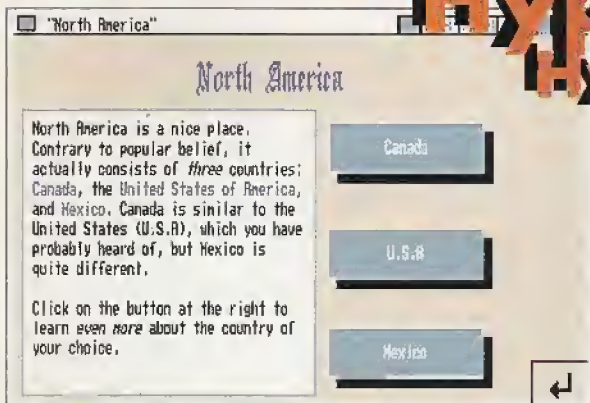 "North America"
North America
North America is a nice place.
Contrary to popular belief, it
actually consists of three countries:
Canada, the United States of America,
and Mexico. Canada is similar to the
United States (U.S.A), which you have
probably heard of, but Mexico is
quite different.
Click on the button at the right to
learn even more about the country of
your choice.
Canada
U.S.A
Mexico